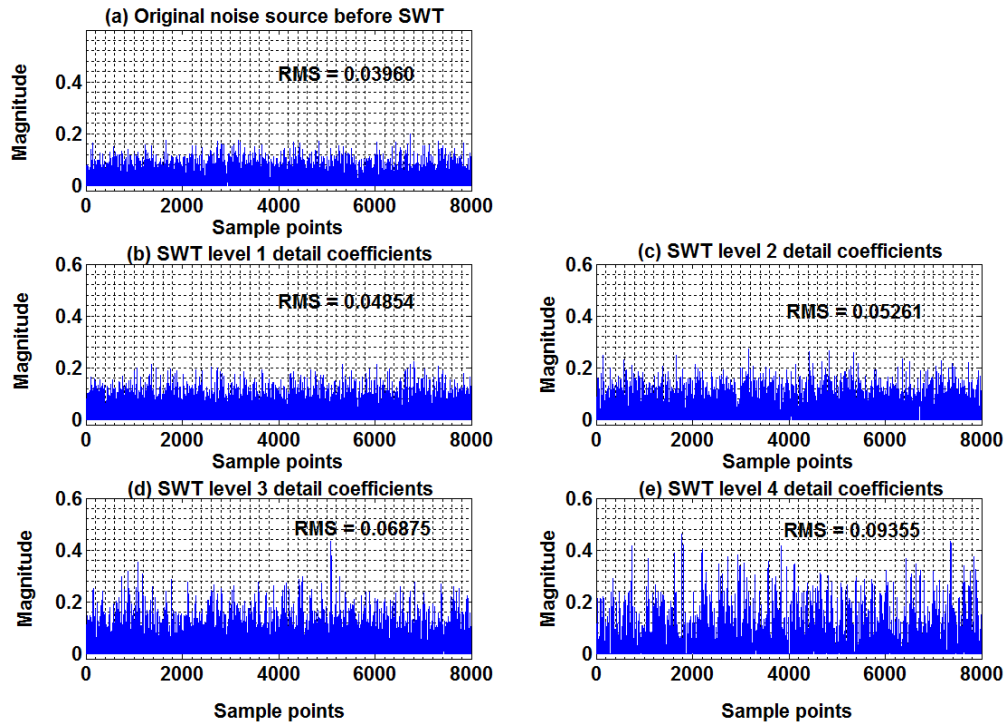 (a) Original noise source before SWT
RMS = 0.03960
Magnitude
0.4
0.2
0
0 2000 4000 6000 8000
Sample points
(b) SWT level 1 detail coefficients
RMS = 0.04854
Magnitude
0.6
0.4
0.2
0
0 2000 4000 6000 8000
Sample points
(c) SWT level 2 detail coefficients
RMS = 0.05261
Magnitude
0.6
0.4
0.2
0
0 2000 4000 6000 8000
Sample points
(d) SWT level 3 detail coefficients
RMS = 0.06875
Magnitude
0.6
0.4
0.2
0
0 2000 4000 6000 8000
Sample points
(e) SWT level 4 detail coefficients
RMS = 0.09355
Magnitude
0.6
0.4
0.2
0
0 2000 4000 6000 8000
Sample points